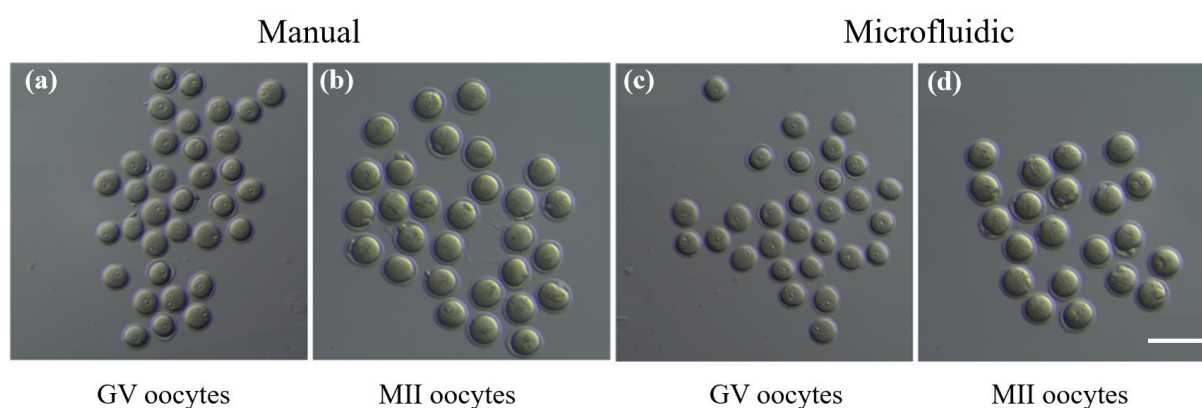 Manual
Microfluidic
(a)
(b)
(c)
(d)
GV oocytes
MII oocytes
GV oocytes
MII oocytes